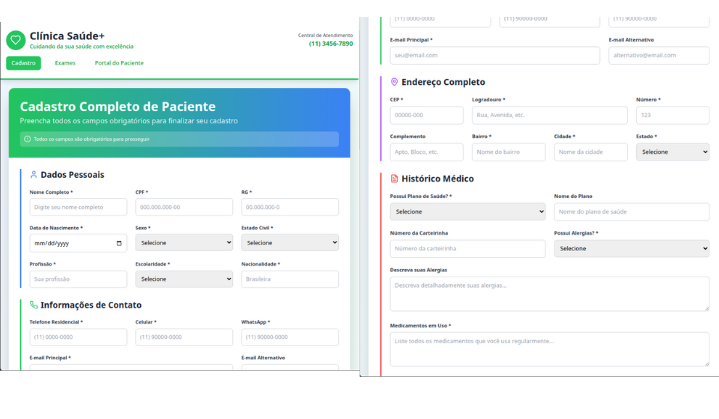 Clínica Saúde+
Cuidando da sua saúde com excelência
Central de Atendimento
(11) 3456-7890
Cadastro Exames Portal do Paciente
Cadastro Completo de Paciente
Preencha todos os campos obrigatórios para finalizar seu cadastro
Todos os campos são obrigatórios para prosseguir
Dados Pessoais
Nome Completo * CPF * RG *
Digite seu nome completo 000.000.000-00 00.000.000-0
Data de Nascimento * Sexo * Estado Civil *
mm/dd/yyyy Selecione Selecione
Profissão * Escolaridade * Nacionalidade *
Sua profissão Selecione Brasileira
Informações de Contato
Telefone Residencial * Celular * WhatsApp *
(11) 0000-0000 (11) 90000-0000 (11) 90000-0000
E-mail Principal * E-mail Alternativo
(11) 0000-0000 (11) 90000-0000 (11) 90000-0000
E-mail Principal * E-mail Alternativo
seu@email.com alternativo@email.com
Endereço Completo
CEP * Logradouro * Número *
00000-000 Rua, Avenida, etc. 123
Complemento Bairro * Cidade * Estado *
Apto, Bloco, etc. Nome do bairro Nome da cidade Selecione
Histórico Médico
Possui Plano de Saúde? * Nome do Plano
Selecione Nome do plano de saúde
Número da Carteirinha Possui Alergias? *
Número da carteirinha Selecione
Descreva suas Alergias
Descreva detalhadamente suas alergias...
Medicamentos em Uso *
Liste todos os medicamentos que você usa regularmente...